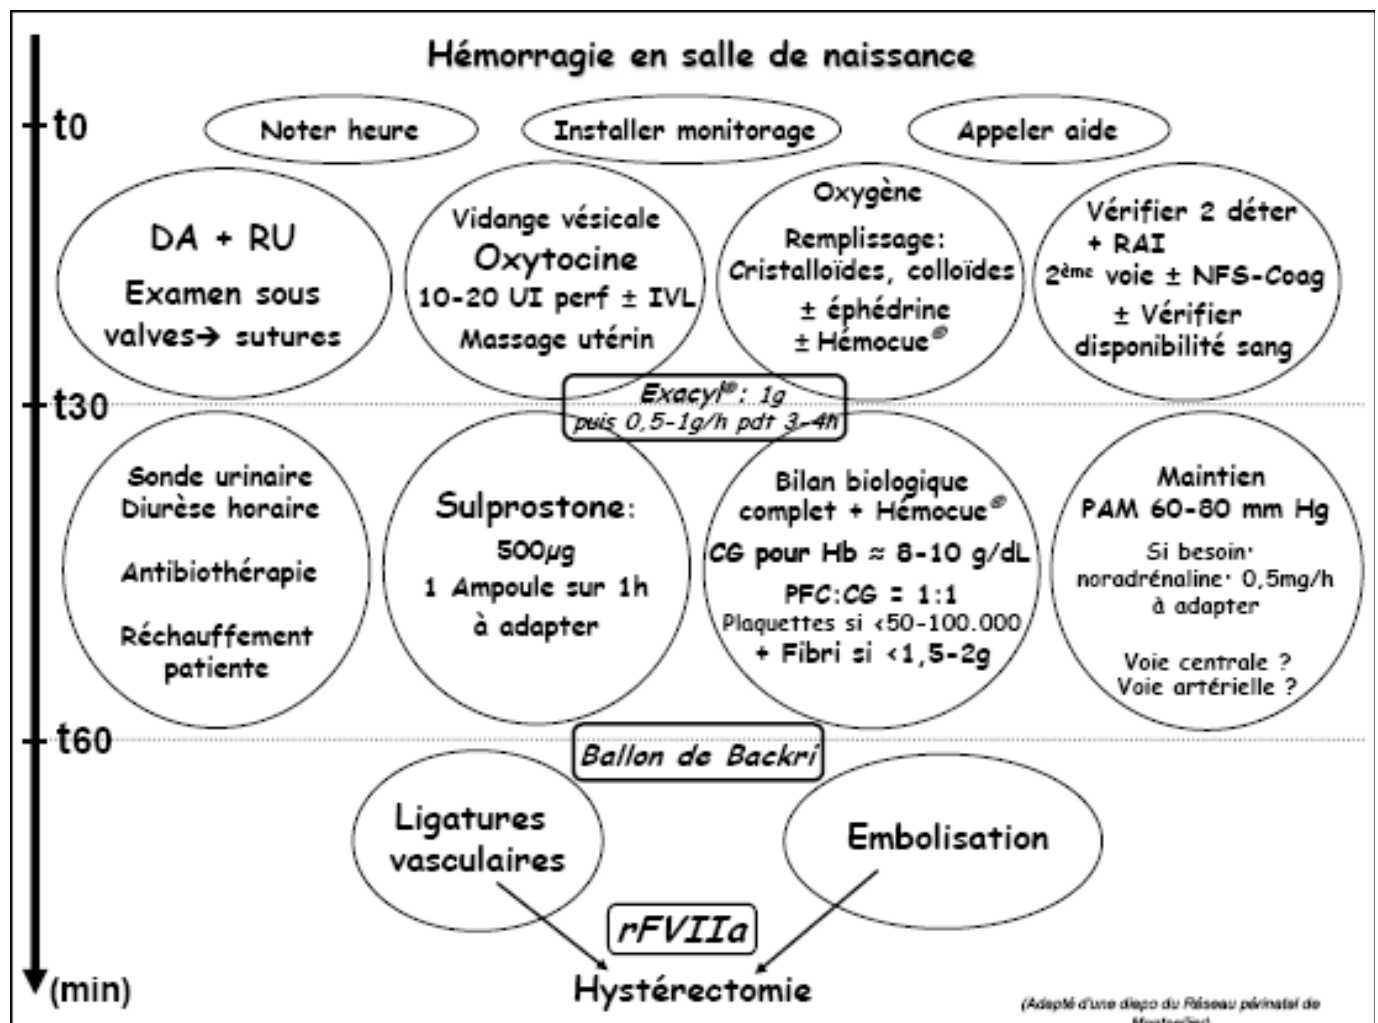 Hémorragie en salle de naissance
t0
Noter heure
Installer monitorage
Appeler aide
DA + RU
Examen sous
valves→ sutures
Vidange vésicale
Oxytocine
10-20 UI perf ± IVL
Massage utérin
Oxygène
Remplissage:
Cristalloïdes, colloïdes
± éphédrine
± Hémocue®
Vérifier 2 déter
+ RAI
2ème voie ± NFS-Coag
± Vérifier
disponibilité sang
t30
Exacyl®: 1g
puis 0,5-1g/h pdt 3-4h
Sonde urinaire
Diurèse horaire
Antibiothérapie
Réchauffement
patiente
Sulprostone:
500µg
1 Ampoule sur 1h
à adapter
Bilan biologique
complet + Hémocue®
CG pour Hb ≈ 8-10 g/dL
PFC:CG = 1:1
Plaquettes si <50-100.000
+ Fibri si <1,5-2g
Maintien
PAM 60-80 mm Hg
Si besoin·
noradrénaline· 0,5mg/h
à adapter
Voie centrale ?
Voie artérielle ?
t60
Ballon de Backri
Ligatures
vasculaires
Embolisation
rFVIIa
Hystérectomie
(min)
(Adapté d'une diapo du Réseau périnatal de